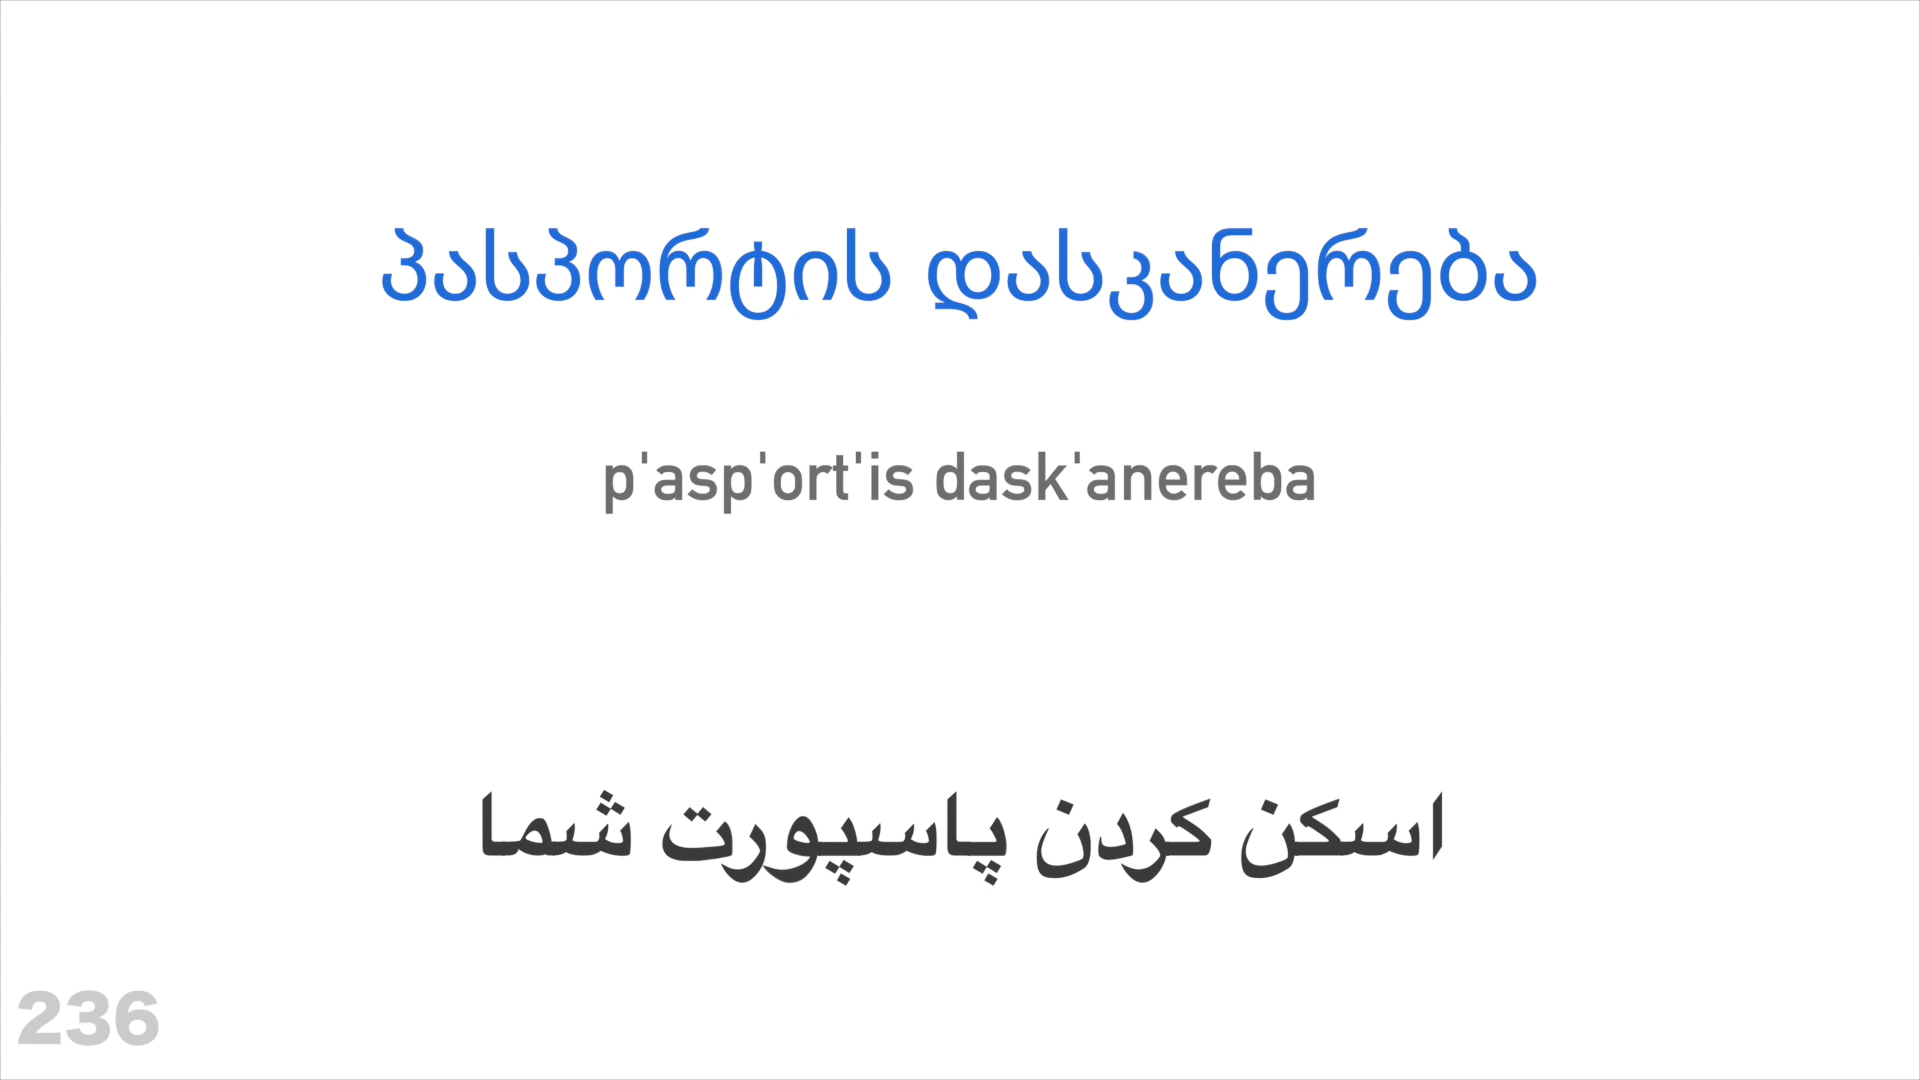 პასპორტის დასკანერება
p'asp'ort'is dask'anereba
اسکن کردن پاسپورت شما
236